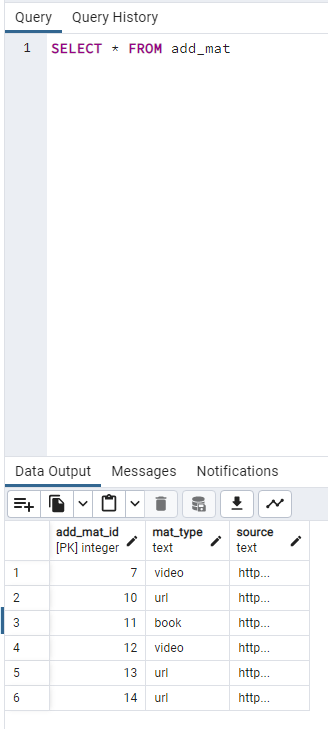 Query Query History
1 SELECT * FROM add_mat
Data Output Messages Notifications
add_mat_id mat_type source
[PK] integer text text
1 7 video http...
2 10 url http...
3 11 book http...
4 12 video http...
5 13 url http...
6 14 url http...